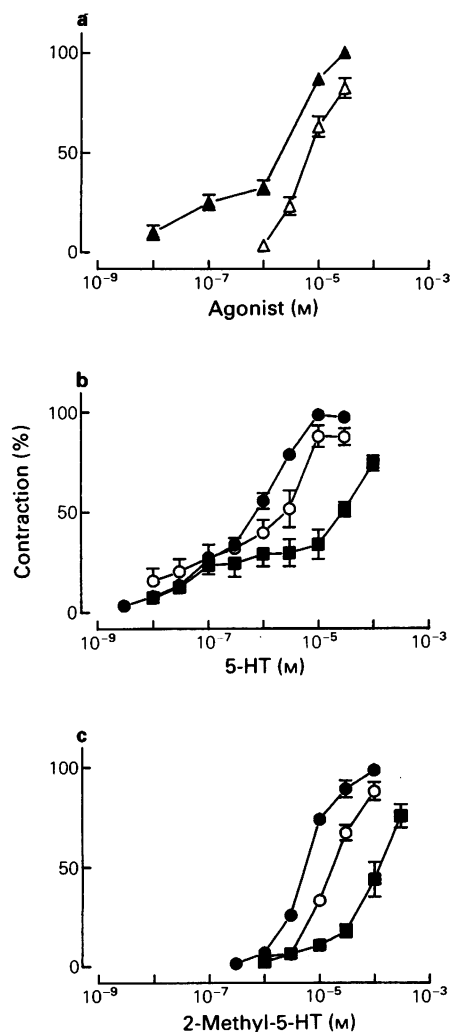 a
100
50
0
10⁻⁹ 10⁻⁷ 10⁻⁵ 10⁻³
Agonist (M)
b
Contraction (%)
100
50
0
10⁻⁹ 10⁻⁷ 10⁻⁵ 10⁻³
5-HT (M)
c
100
50
0
10⁻⁹ 10⁻⁷ 10⁻⁵ 10⁻³
2-Methyl-5-HT (M)